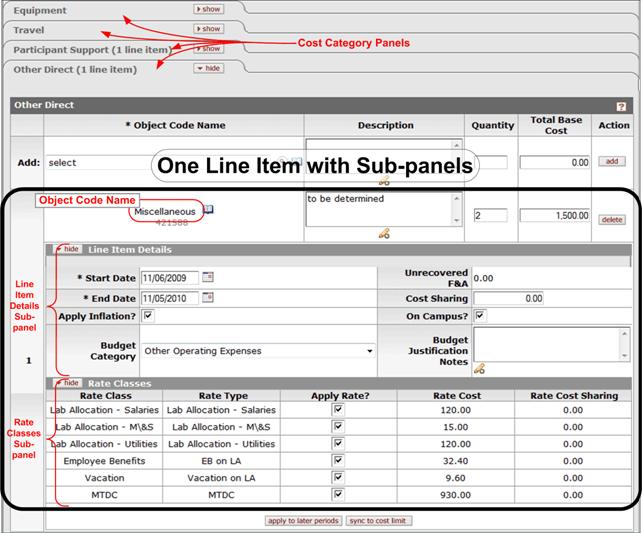 Equipment show
Travel show
Cost Category Panels
Participant Support (1 line item) show
Other Direct (1 line item) hide
Other Direct ?
* Object Code Name Description Quantity Total Base Cost Action
Add: select 0.00 add
One Line Item with Sub-panels
Object Code Name
Miscellaneous to be determined 2 1,500.00 delete
421588
hide Line Item Details
Line Item Details Sub-panel
* Start Date 11/06/2009 Unrecovered F&A 0.00
* End Date 11/05/2010 Cost Sharing 0.00
Apply Inflation? On Campus?
1
Budget Category Other Operating Expenses Budget Justification Notes
hide Rate Classes
Rate Classes Sub-panel
Rate Class Rate Type Apply Rate? Rate Cost Rate Cost Sharing
Lab Allocation - Salaries Lab Allocation - Salaries 120.00 0.00
Lab Allocation - M\&S Lab Allocation - M\&S 15.00 0.00
Lab Allocation - Utilities Lab Allocation - Utilities 120.00 0.00
Employee Benefits EB on LA 32.40 0.00
Vacation Vacation on LA 9.60 0.00
MTDC MTDC 930.00 0.00
apply to later periods sync to cost limit